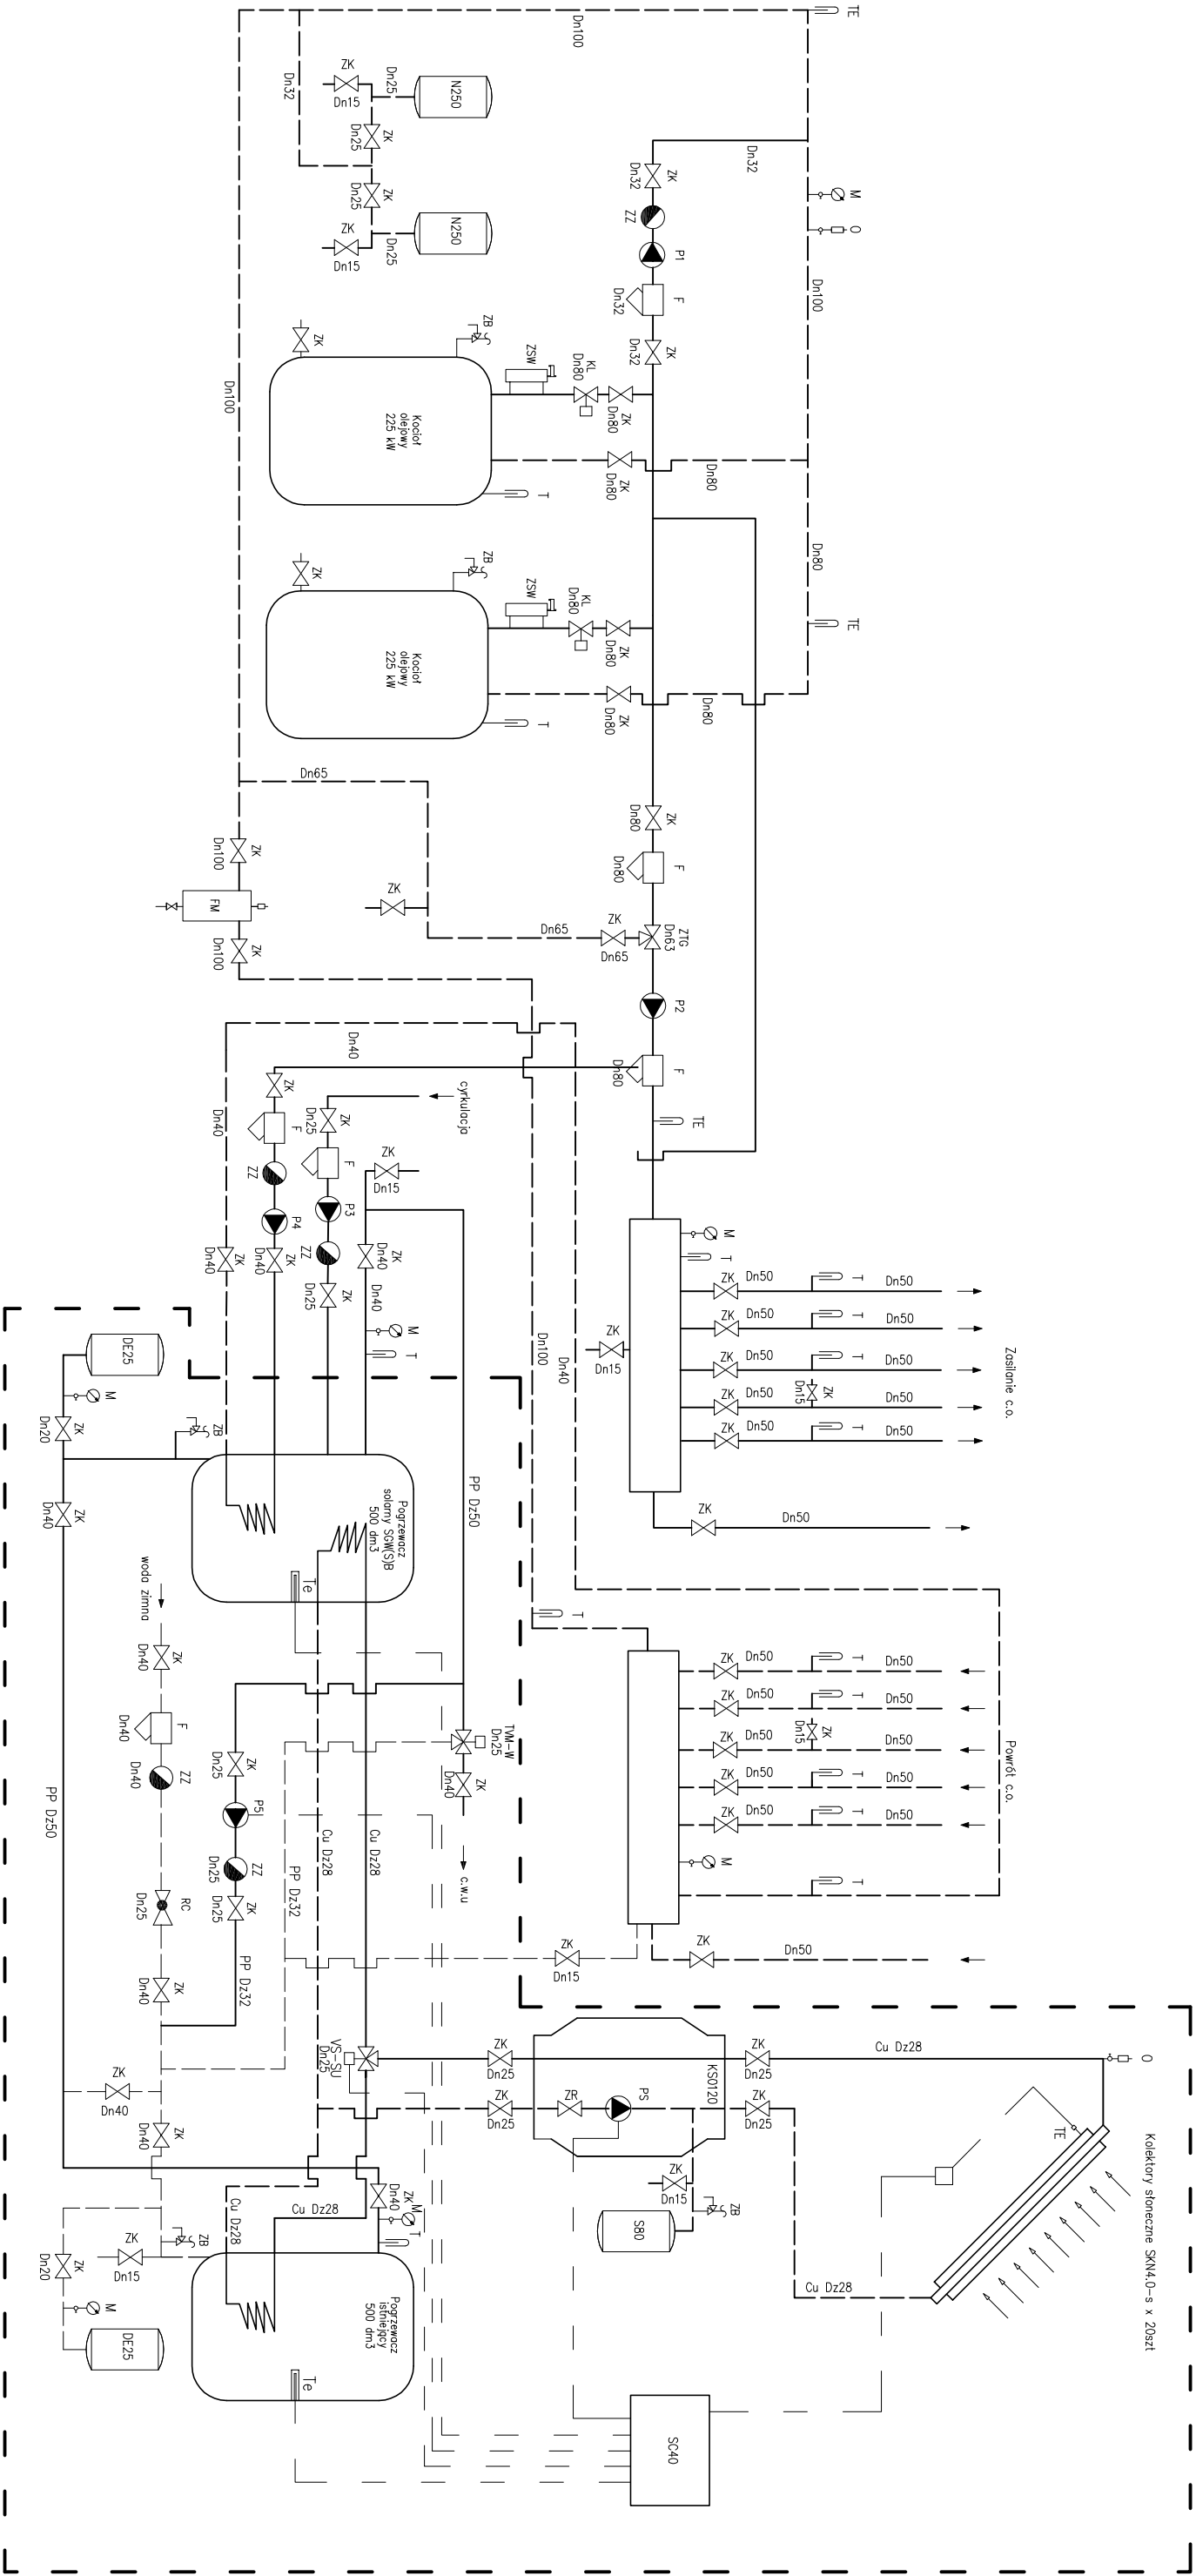 TE
Dn100
ZK
Dn25
N250
Dn32
Dn15
ZK
Dn25
Dn32
ZK
Dn32
M
ZK
Dn25
N250
Dn25
ZK
Dn15
ZZ
O
P1
Dn100
F
Dn32
ZK
Dn32
ZB
ZK
ZSW
KL
Dn80
ZK
Dn80
Dn100
Kocioł
olejowy
225 kW
ZK
Dn80
Dn80
T
Dn80
ZB
ZK
ZSW
KL
Dn80
ZK
Dn80
TE
Kocioł
olejowy
225 kW
ZK
Dn80
Dn80
T
Dn65
ZK
Dn80
ZK
Dn100
F
Dn80
FM
ZK
ZK
Dn100
Dn65
ZK
Dn65
ZTG
Dn63
P2
F
Dn80
Dn40
ZK
cyrkulacja
TE
Dn40
F
ZK
Dn25
F
ZZ
ZK
Dn15
P4
P3
ZZ
ZK
Dn40
ZK
Dn40
ZK
Dn25
ZK
Dn40
Dn40
M
T
Dn100
Dn40
M
T
ZK
Dn15
ZK
Dn50
T
Dn50
ZK
Dn50
T
Dn50
ZK
Dn50
T
Dn50
ZK
Dn50
ZK
Dn15
Dn50
ZK
Dn50
T
Dn50
Zasilanie c.o.
ZK
Dn50
DE25
M
ZK
Dn20
ZB
ZK
Dn40
Pogrzewacz
solarny SGW(S)B
500 dm3
Te
PP Dz50
woda zimna
ZK
Dn40
F
Dn40
ZZ
Dn40
RC
Dn25
ZK
Dn40
PP Dz50
ZK
Dn25
P5
ZZ
Dn25
ZK
PP Dz32
PP Dz32
Cu Dz28
Cu Dz28
TVM-W
Dn25
ZK
Dn40
c.w.u
T
ZK
Dn50
T
Dn50
ZK
Dn50
T
Dn50
ZK
Dn50
ZK
Dn15
Dn50
ZK
Dn50
T
Dn50
ZK
Dn50
T
Dn50
Powrót c.o.
M
T
ZK
Dn50
ZK
Dn15
VS-SU
Dn25
ZK
Dn25
KS0120
ZK
Dn25
Cu Dz28
O
ZK
Dn25
ZR
PS
ZK
Dn25
ZK
Dn15
ZB
S80
Cu Dz28
TE
Kolektory słoneczne SKN4.0-s x 20szt
ZK
Dn40
ZK
Dn40
Cu Dz28
Cu Dz28
ZK
Dn40
M
T
ZB
ZK
Dn15
ZK
Dn20
M
DE25
Pogrzewacz
istniejący
500 dm3
Te
SC40